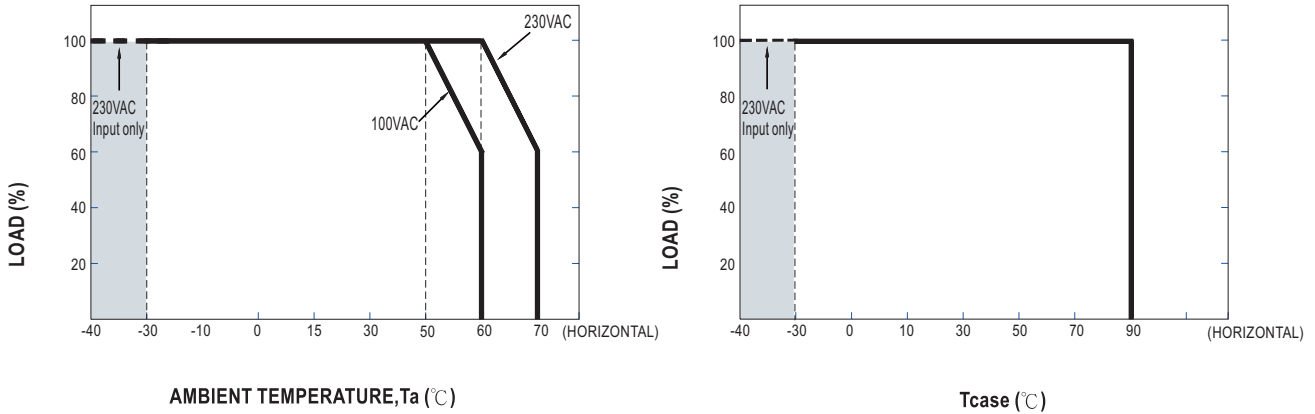 230VAC
100
80
60
40
20
230VAC
Input only
100VAC
LOAD (%)
-40 -30 -10 0 15 30 50 60 70 (HORIZONTAL)
AMBIENT TEMPERATURE,Ta (℃)
100
80
60
40
20
230VAC
Input only
LOAD (%)
-40 -30 0 10 30 50 70 90 (HORIZONTAL)
Tcase (℃)